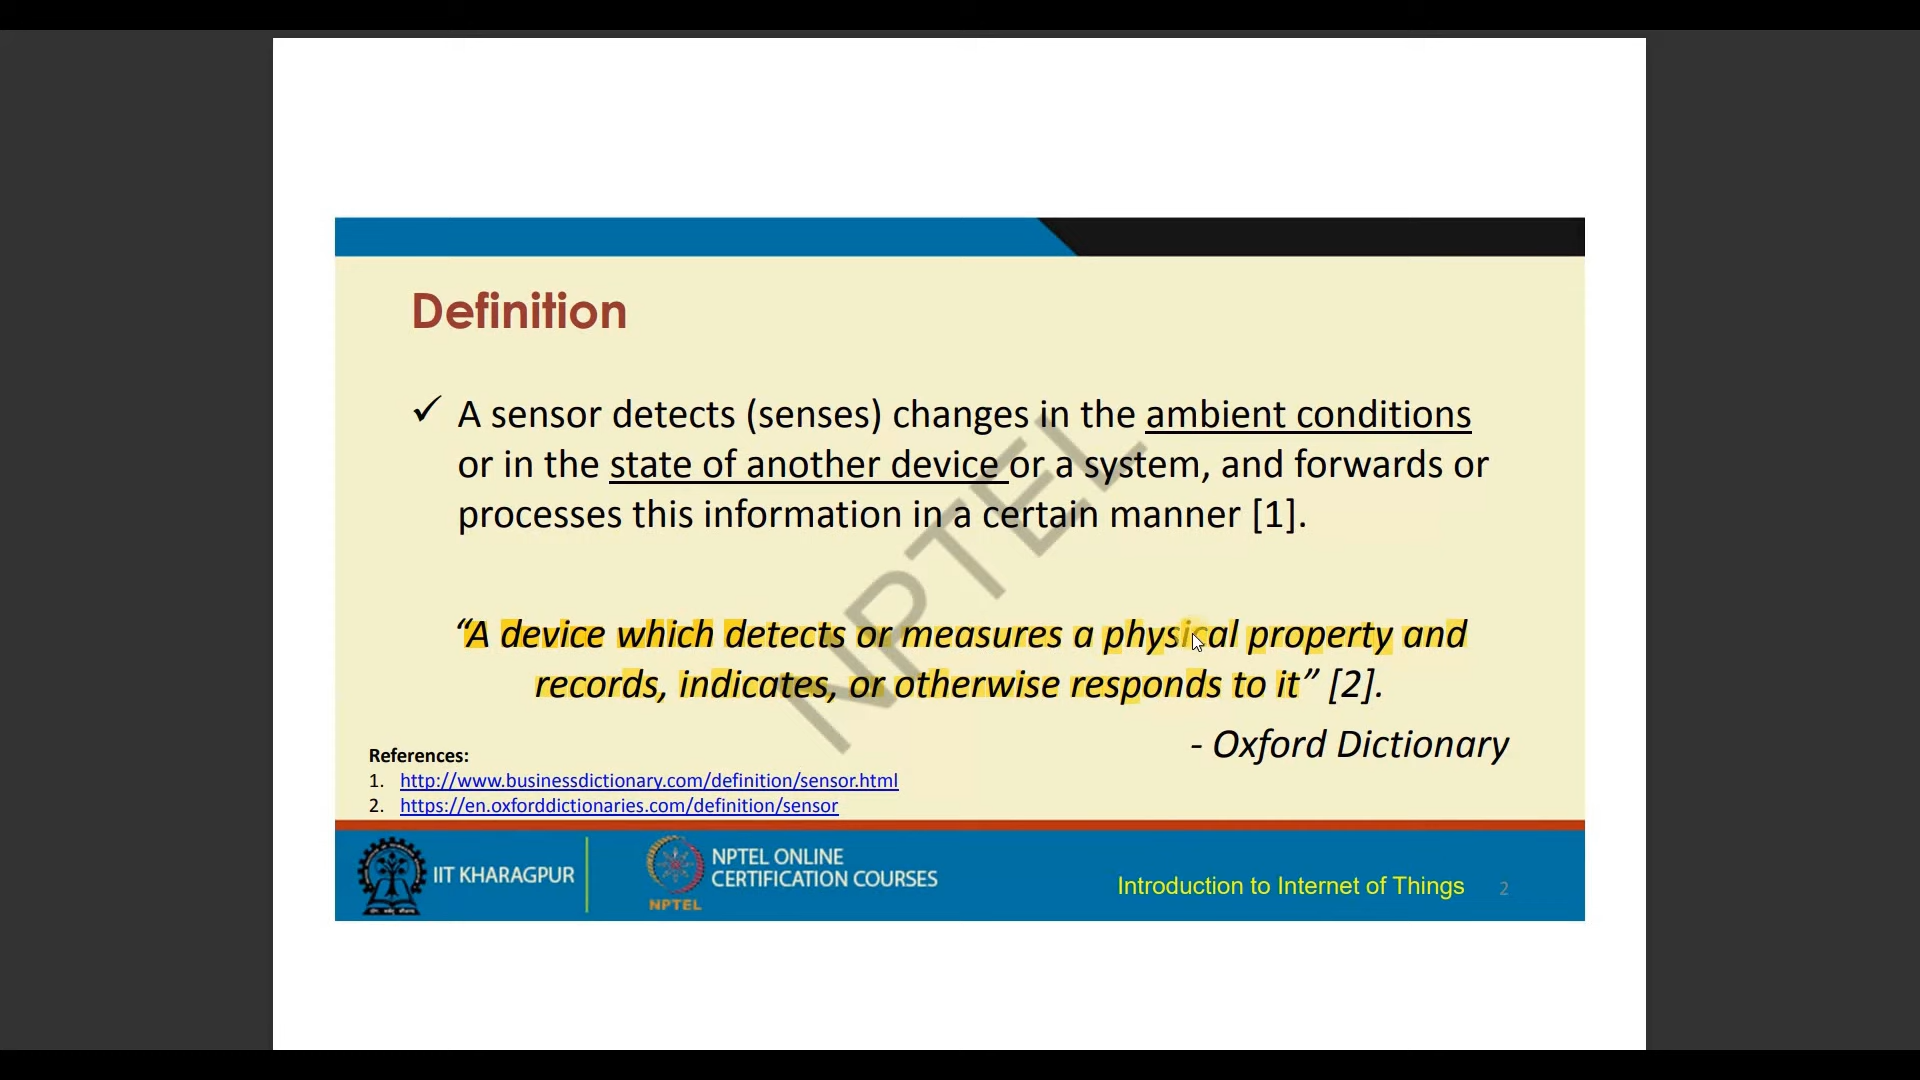 Definition
✓ A sensor detects (senses) changes in the ambient conditions
or in the state of another device or a system, and forwards or
processes this information in a certain manner [1].
“A device which detects or measures a physical property and
records, indicates, or otherwise responds to it” [2].
- Oxford Dictionary
References:
1. http://www.businessdictionary.com/definition/sensor.html
2. https://en.oxforddictionaries.com/definition/sensor
NPTEL
IIT KHARAGPUR
NPTEL
NPTEL ONLINE
CERTIFICATION COURSES
Introduction to Internet of Things 2